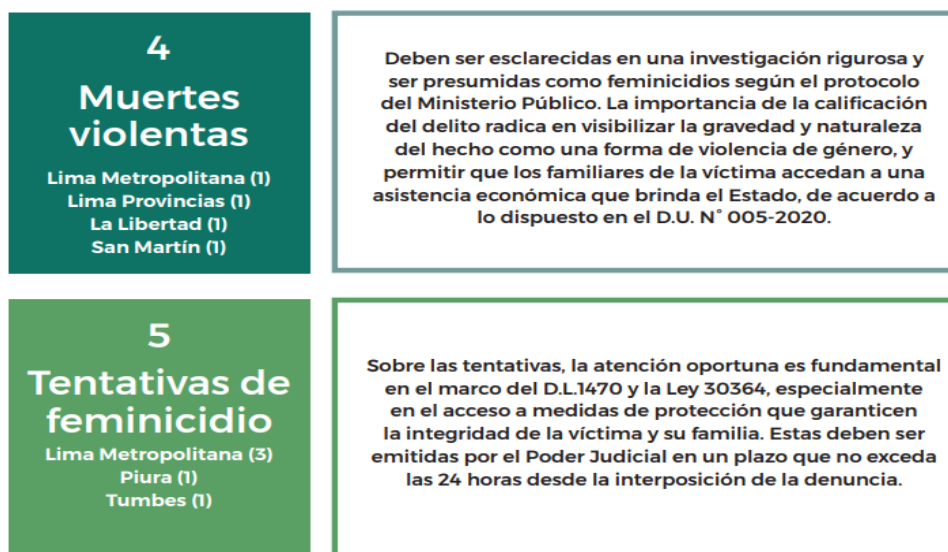 4
Muertes
violentas
Lima Metropolitana (1)
Lima Provincias (1)
La Libertad (1)
San Martín (1)
Deben ser esclarecidas en una investigación rigurosa y
ser presumidas como feminicidios según el protocolo
del Ministerio Público. La importancia de la calificación
del delito radica en visibilizar la gravedad y naturaleza
del hecho como una forma de violencia de género, y
permitir que los familiares de la víctima accedan a una
asistencia económica que brinda el Estado, de acuerdo a
lo dispuesto en el D.U. N° 005-2020.
5
Tentativas de
feminicidio
Lima Metropolitana (3)
Piura (1)
Tumbes (1)
Sobre las tentativas, la atención oportuna es fundamental
en el marco del D.L.1470 y la Ley 30364, especialmente
en el acceso a medidas de protección que garanticen
la integridad de la víctima y su familia. Estas deben ser
emitidas por el Poder Judicial en un plazo que no exceda
las 24 horas desde la interposición de la denuncia.